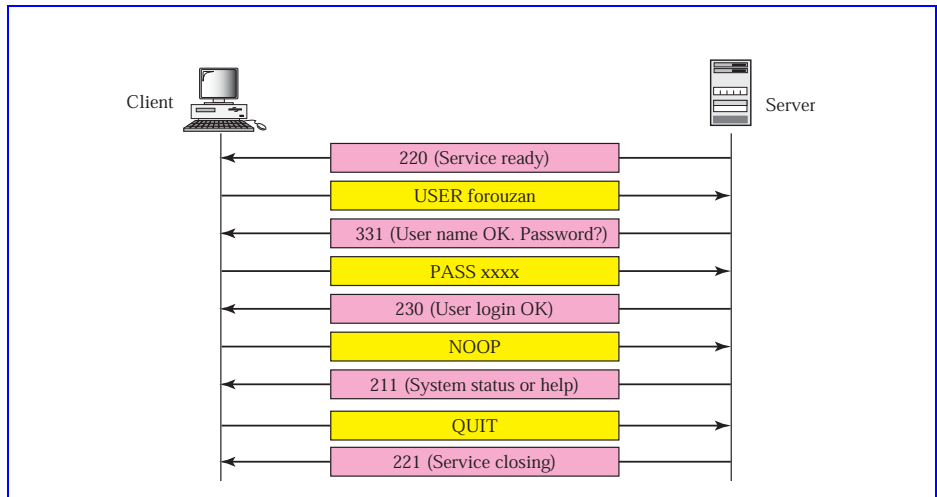 Client
Server
220 (Service ready)
USER forouzan
331 (User name OK. Password?)
PASS xxxx
230 (User login OK)
NOOP
211 (System status or help)
QUIT
221 (Service closing)